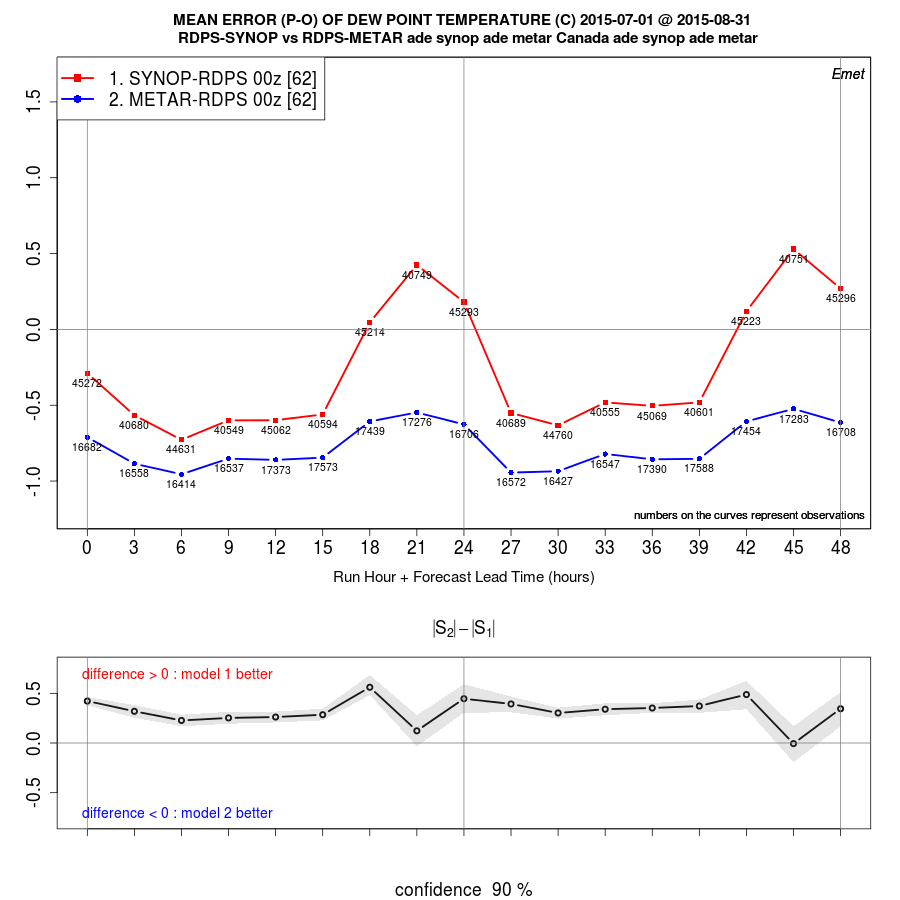 MEAN ERROR (P-O) OF DEW POINT TEMPERATURE (C) 2015-07-01 @ 2015-08-31
RDPS-SYNOP vs RDPS-METAR ade synop ade metar Canada ade synop ade metar
1. SYNOP-RDPS 00z [62]
2. METAR-RDPS 00z [62]
Emet
1.5
1.0
0.5
0.0
-0.5
-1.0
45272 40680 44631 40549 45062 40594 45214 40749 45293 40689 44760 40555 45069 40601 45223 40751 45296
16682 16558 16414 16537 17373 17573 17439 17276 16706 16572 16427 16547 17390 17588 17454 17283 16708
numbers on the curves represent observations
0 3 6 9 12 15 18 21 24 27 30 33 36 39 42 45 48
Run Hour + Forecast Lead Time (hours)
|S2|−|S1|
difference > 0 : model 1 better
0.5
0.0
-0.5
difference < 0 : model 2 better
confidence 90 %